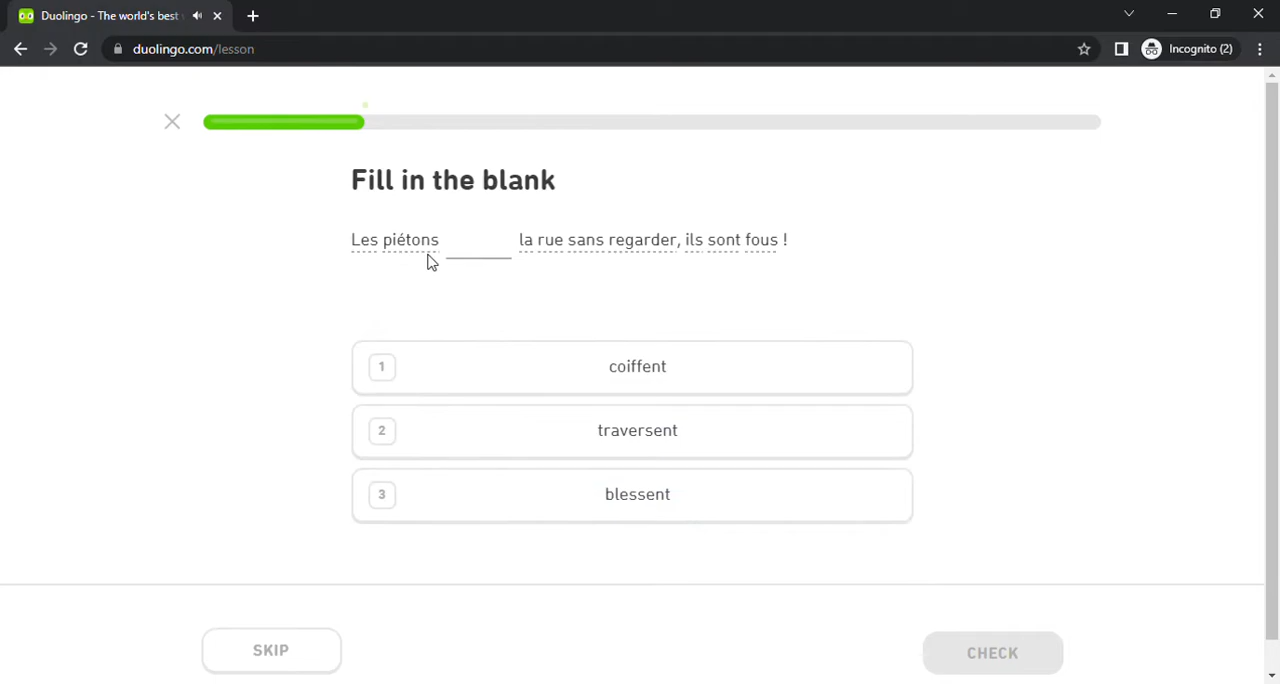 Duolingo - The world's best
duolingo.com/lesson
Incognito (2)
Fill in the blank
Les piétons ______ la rue sans regarder, ils sont fous !
1 coiffent
2 traversent
3 blessent
SKIP
CHECK